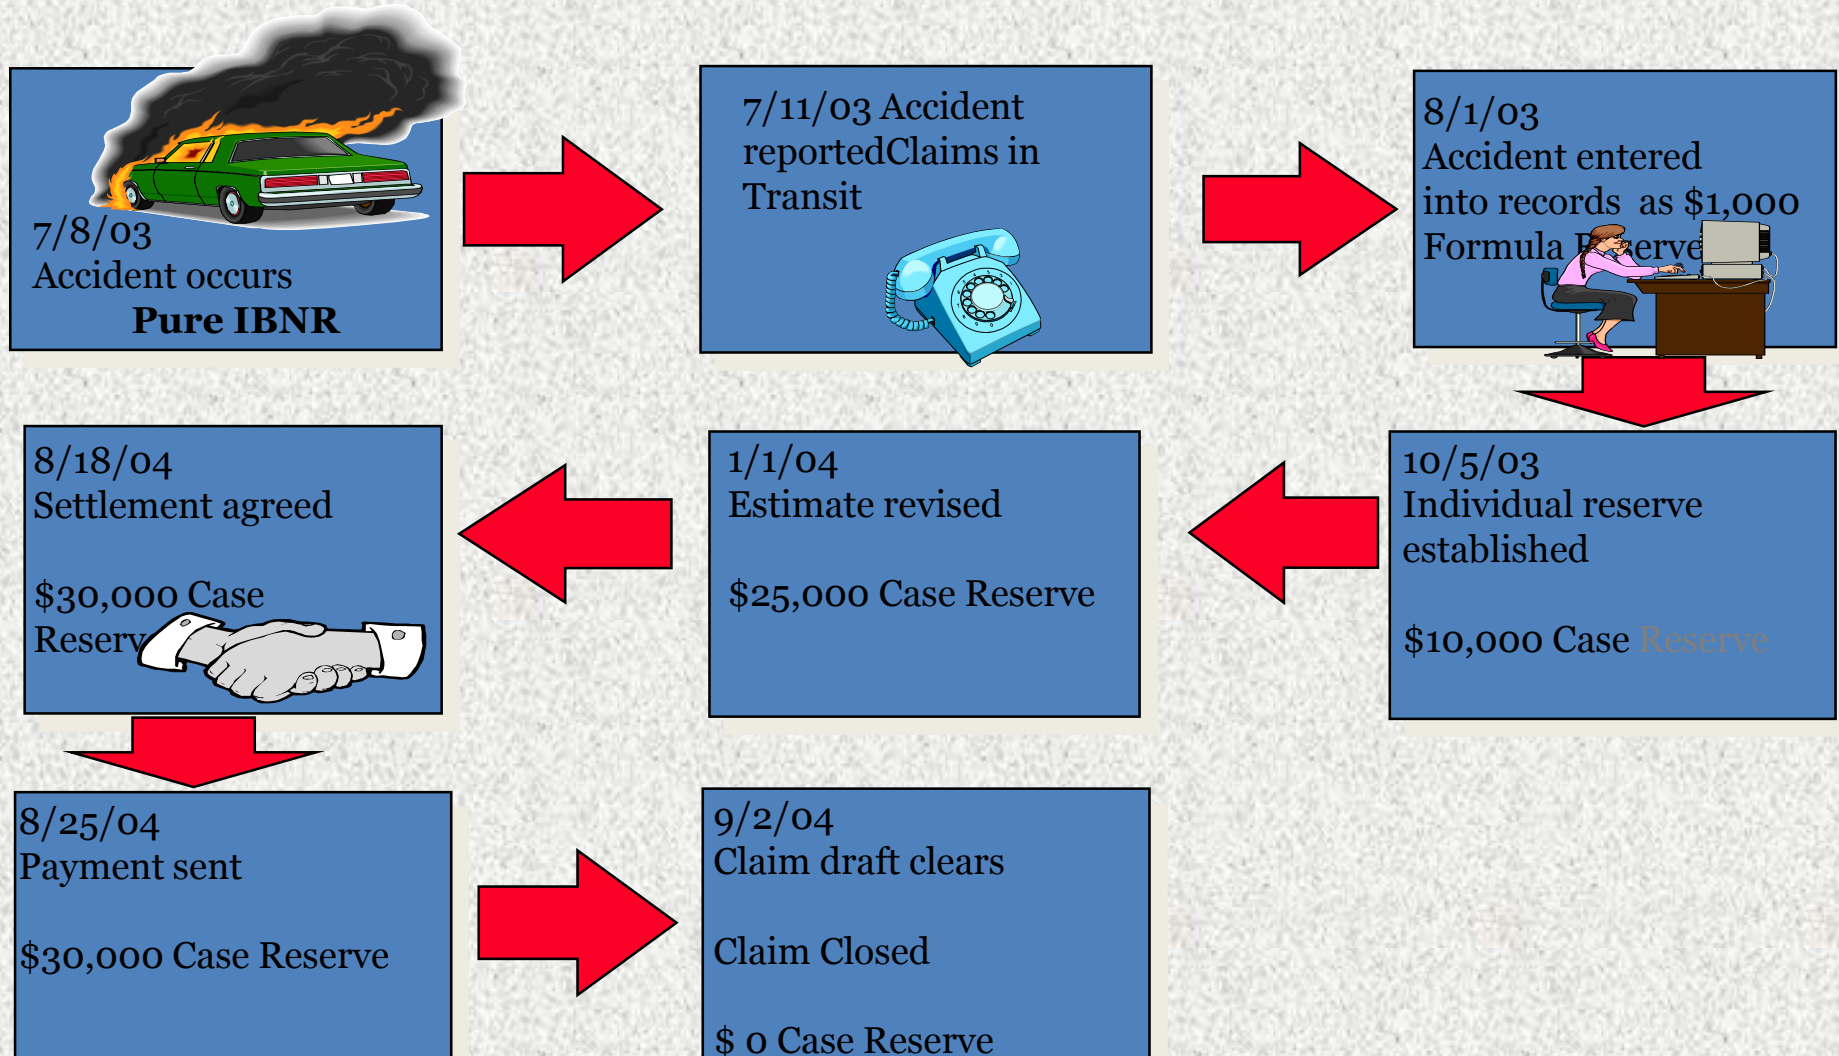 7/8/03
Accident occurs
Pure IBNR
7/11/03 Accident
reportedClaims in
Transit
8/1/03
Accident entered
into records as $1,000
Formula
10/5/03
Individual reserve
established
$10,000 Case Reserve
1/1/04
Estimate revised
$25,000 Case Reserve
8/18/04
Settlement agreed
$30,000 Case
8/25/04
Payment sent
$30,000 Case Reserve
9/2/04
Claim draft clears
Claim Closed
$ 0 Case Reserve